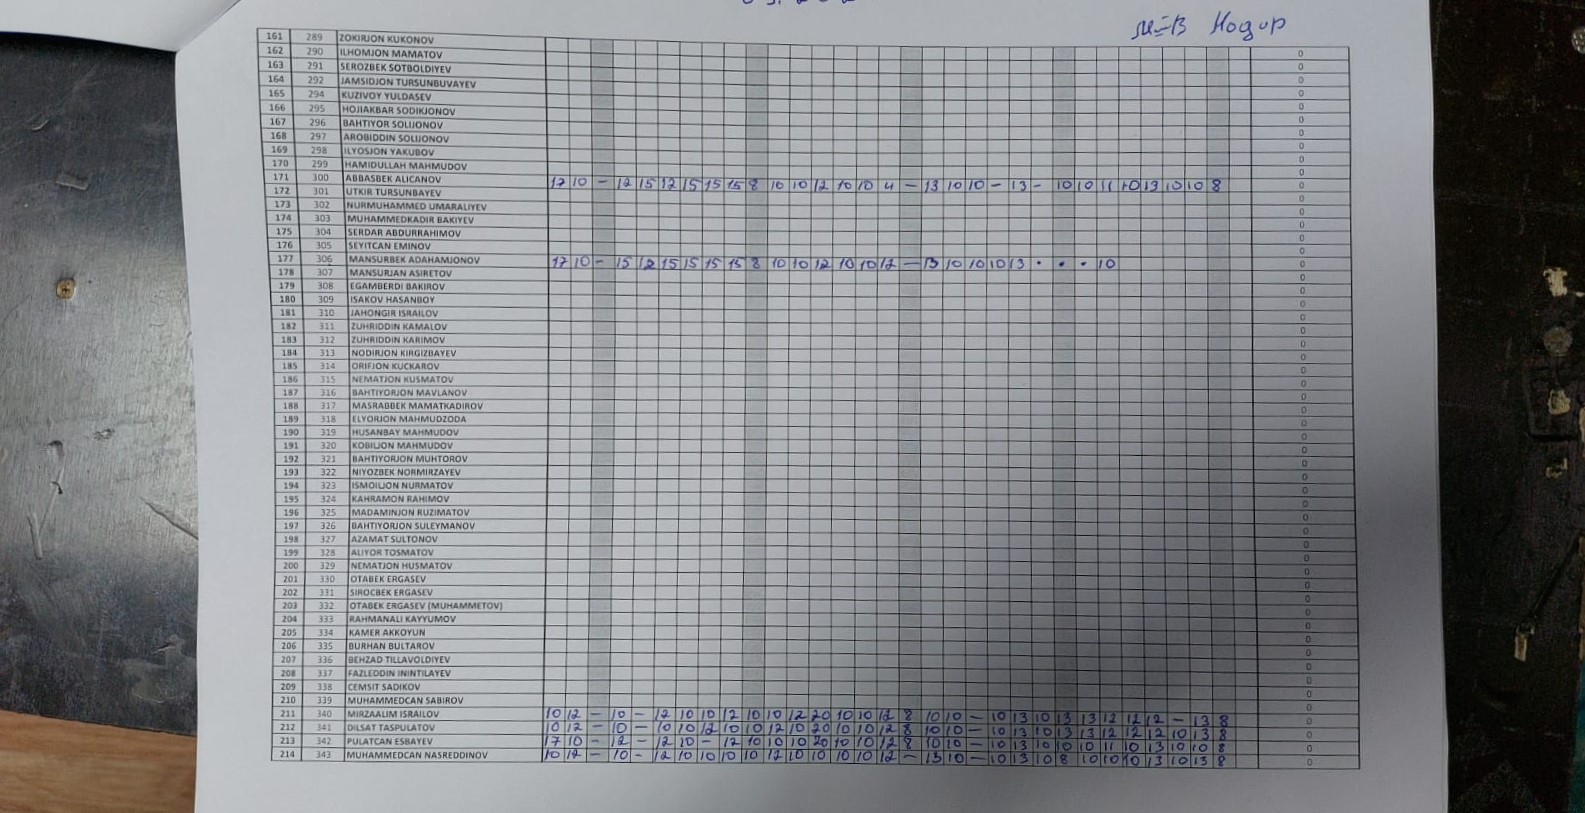 Нодир
161 289 ZOKIRJON KUKONOV
162 290 ILHOMJON MAMATOV 0
163 291 SEROZBEK SOTBOLDIYEV 0
164 292 JAMSIDJON TURSUNBUVAYEV 0
165 294 KUZIVOY YULDASEV 0
166 295 HOJIAKBAR SODIKJONOV 0
167 296 BAHTIYOR SOLIJONOV 0
168 297 AROBIDDIN SOLIJONOV 0
169 298 ILYOSJON YAKUBOV 0
170 299 HAMIDULLAH MAHMUDOV 0
171 300 ABBASBEK ALICANOV 17 10 - 12 15 12 15 15 15 8 10 10 12 10 10 4 - 13 10 10 - 13 - 10 10 11 10 13 10 10 8 0
172 301 UTKIR TURSUNBAYEV 0
173 302 NURMUHAMMED UMARALIYEV 0
174 303 MUHAMMEDKADIR BAKIYEV 0
175 304 SERDAR ABDURRAHIMOV 0
176 305 SEYITCAN EMINOV 0
177 306 MANSURBEK ADAHAMJONOV 17 10 - 15 12 15 15 15 15 8 10 10 12 10 10 12 - 13 10 10 10 13 • • • 10 0
178 307 MANSURJAN ASIRETOV 0
179 308 EGAMBERDI BAKIROV 0
180 309 ISAKOV HASANBOY 0
181 310 JAHONGIR ISRAILOV 0
182 311 ZUHRIDDIN KAMALOV 0
183 312 ZUHRIDDIN KARIMOV 0
184 313 NODIRJON KIRGIZBAYEV 0
185 314 ORIFJON KUCKAROV 0
186 315 NEMATJON KUSMATOV 0
187 316 BAHTIYORJON MAVLANOV 0
188 317 MASRABBEK MAMATKADIROV 0
189 318 ELYORJON MAHMUDZODA 0
190 319 HUSANBAY MAHMUDOV 0
191 320 KOBILJON MAHMUDOV 0
192 321 BAHTIYORJON MUHTOROV 0
193 322 NIYOZBEK NORMIRZAYEV 0
194 323 ISMOILJON NURMATOV 0
195 324 KAHRAMON RAHIMOV 0
196 325 MADAMINJON RUZIMATOV 0
197 326 BAHTIYORJON SULEYMANOV 0
198 327 AZAMAT SULTONOV 0
199 328 ALIYOR TOSMATOV 0
200 329 NEMATJON HUSMATOV 0
201 330 OTABEK ERGASEV 0
202 331 SIROCBEK ERGASEV 0
203 332 OTABEK ERGASEV (MUHAMMETOV) 0
204 333 RAHMANALI KAYYUMOV 0
205 334 KAMER AKKOYUN 0
206 335 BURHAN BULTAROV 0
207 336 BEHZAD TILLAVOLDIYEV 0
208 337 FAZLEDDIN ININTILAYEV 0
209 338 CEMSIT SADIKOV 0
210 339 MUHAMMEDCAN SABIROV 0
211 340 MIRZAALIM ISRAILOV 10 12 - 10 - 12 10 10 12 10 10 12 20 10 10 12 8 10 10 - 10 13 10 13 13 12 12 12 - 13 8 0
212 341 DILSAT TASPULATOV 10 12 - 10 - 10 10 12 10 10 12 10 20 10 10 12 8 10 10 - 10 13 10 13 13 12 12 12 10 13 8 0
213 342 PULATCAN ESBAYEV 17 10 - 12 - 12 10 - 12 10 10 10 20 10 10 12 8 10 10 - 10 13 10 10 10 11 10 13 10 10 8 0
214 343 MUHAMMEDCAN NASREDDINOV 10 12 - 10 - 12 10 10 10 10 12 10 10 10 10 12 - 13 10 - 10 13 10 8 10 10 10 13 10 13 8 0